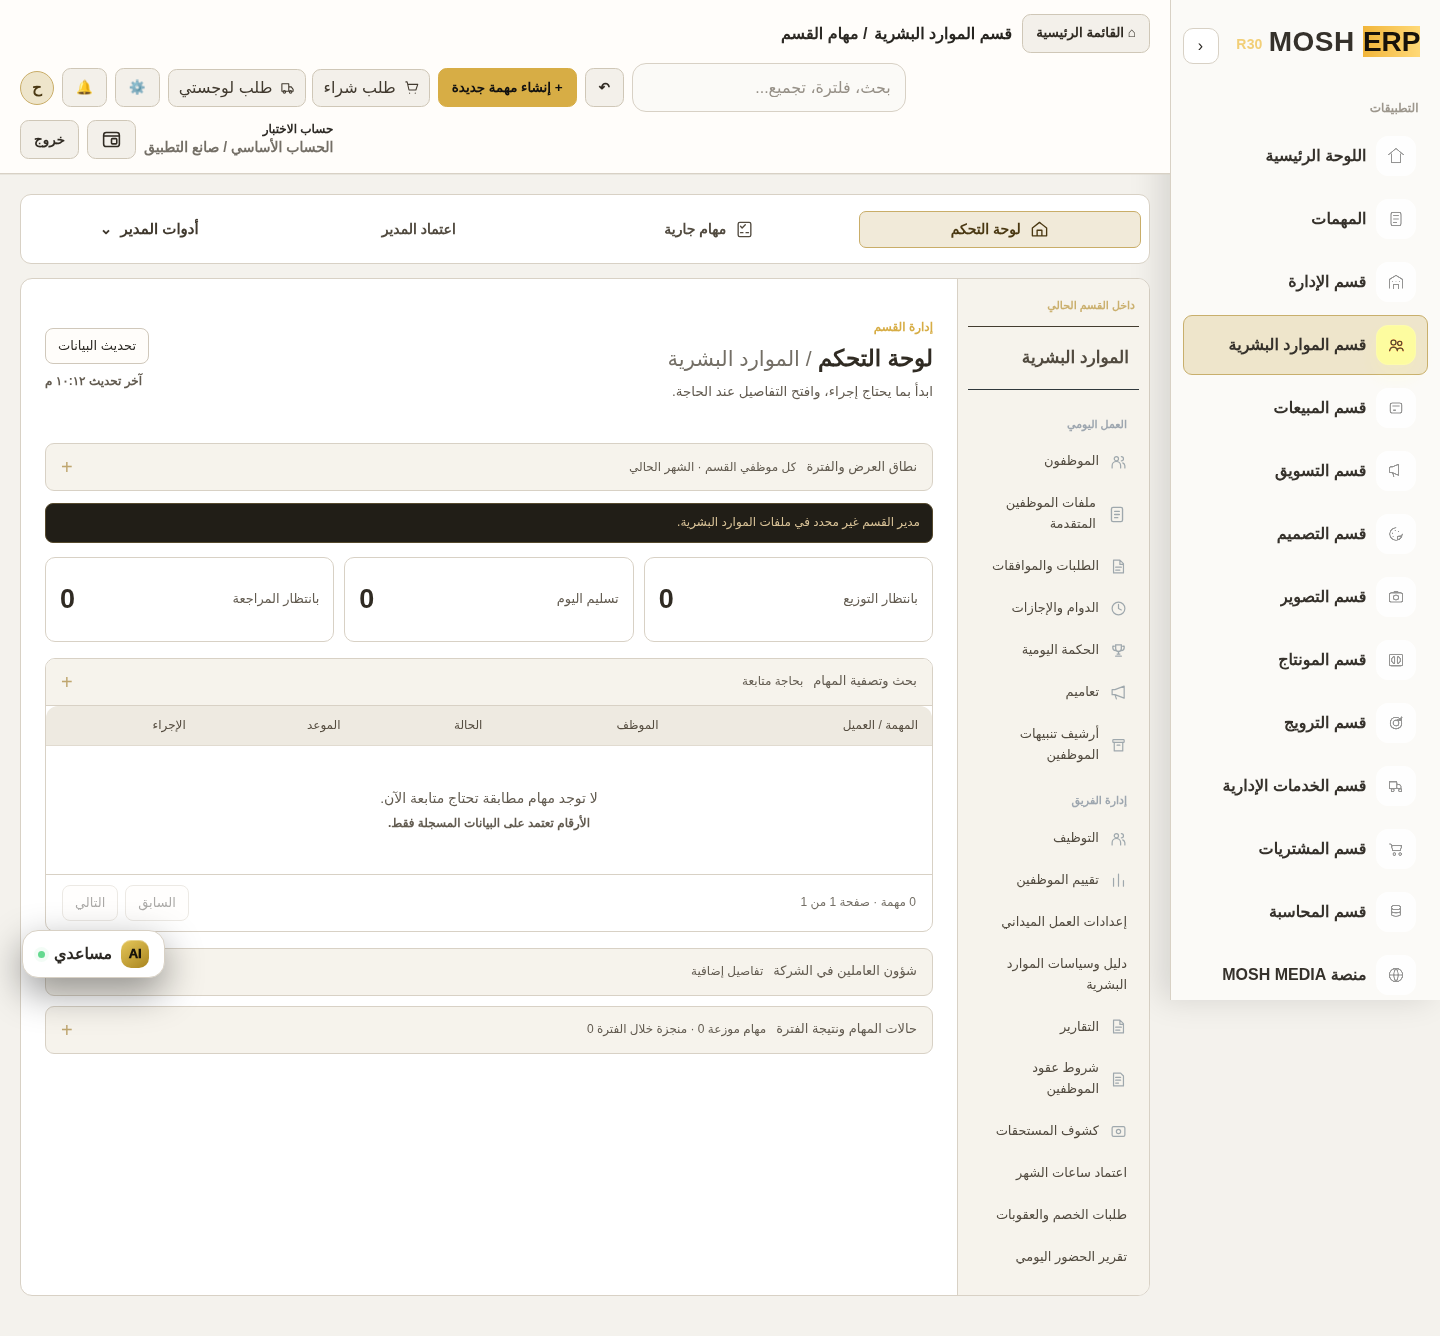 MOSH ERP R30
›
التطبيقات
اللوحة الرئيسية
المهمات
قسم الإدارة
قسم الموارد البشرية
قسم المبيعات
قسم التسويق
قسم التصميم
قسم التصوير
قسم المونتاج
قسم الترويج
قسم الخدمات الإدارية
قسم المشتريات
قسم المحاسبة
منصة MOSH MEDIA
⌂ القائمة الرئيسية
قسم الموارد البشرية / مهام القسم
بحث، فلترة، تجميع...
↶
+ إنشاء مهمة جديدة
طلب شراء
طلب لوجستي
ح
حساب الاختبار
الحساب الأساسي / صانع التطبيق
خروج
لوحة التحكم
مهام جارية
اعتماد المدير
أدوات المدير ⌄
داخل القسم الحالي
الموارد البشرية
العمل اليومي
الموظفون
ملفات الموظفين
المتقدمة
الطلبات والموافقات
الدوام والإجازات
الحكمة اليومية
تعاميم
أرشيف تنبيهات
الموظفين
إدارة الفريق
التوظيف
تقييم الموظفين
إعدادات العمل الميداني
دليل وسياسات الموارد
البشرية
التقارير
شروط عقود
الموظفين
كشوف المستحقات
اعتماد ساعات الشهر
طلبات الخصم والعقوبات
تقرير الحضور اليومي
إدارة القسم
لوحة التحكم / الموارد البشرية
ابدأ بما يحتاج إجراء، وافتح التفاصيل عند الحاجة.
تحديث البيانات
آخر تحديث ١٠:١٢ م
نطاق العرض والفترة كل موظفي القسم · الشهر الحالي +
مدير القسم غير محدد في ملفات الموارد البشرية.
بانتظار التوزيع 0
تسليم اليوم 0
بانتظار المراجعة 0
بحث وتصفية المهام بحاجة متابعة +
المهمة / العميل الموظف الحالة الموعد الإجراء
لا توجد مهام مطابقة تحتاج متابعة الآن.
الأرقام تعتمد على البيانات المسجلة فقط.
0 مهمة · صفحة 1 من 1
السابق
التالي
شؤون العاملين في الشركة تفاصيل إضافية
حالات المهام ونتيجة الفترة مهام موزعة 0 · منجزة خلال الفترة 0 +
AI مساعدي